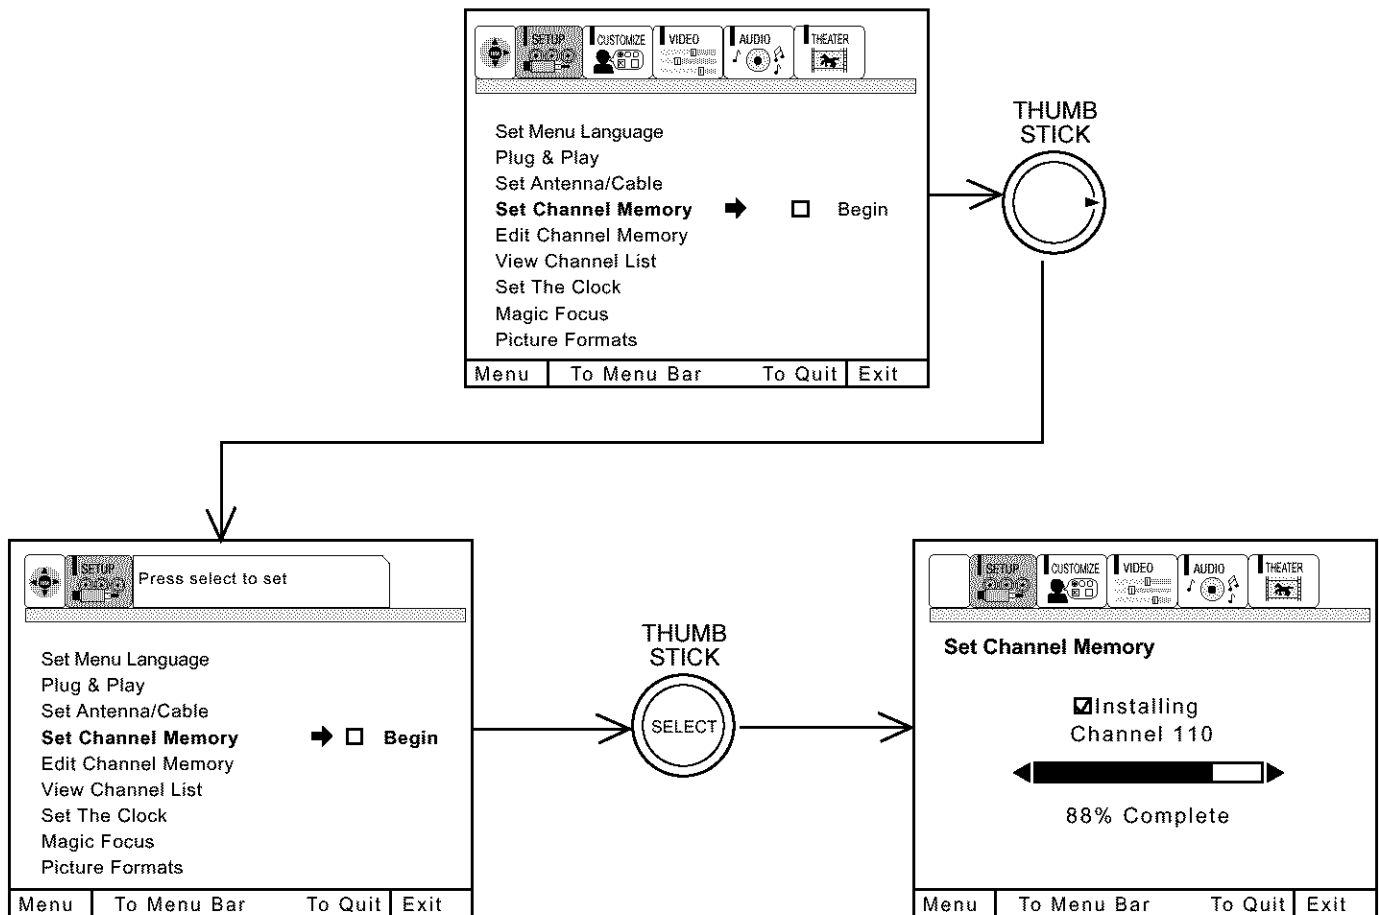 SETUP CUSTOMIZE VIDEO AUDIO THEATER
Set Menu Language
Plug & Play
Set Antenna/Cable
Set Channel Memory Begin
Edit Channel Memory
View Channel List
Set The Clock
Magic Focus
Picture Formats
Menu To Menu Bar To Quit Exit
THUMB
STICK
SETUP Press select to set
Set Menu Language
Plug & Play
Set Antenna/Cable
Set Channel Memory Begin
Edit Channel Memory
View Channel List
Set The Clock
Magic Focus
Picture Formats
Menu To Menu Bar To Quit Exit
THUMB
STICK
SELECT
SETUP CUSTOMIZE VIDEO AUDIO THEATER
Set Channel Memory
Installing
Channel 110
88% Complete
Menu To Menu Bar To Quit Exit